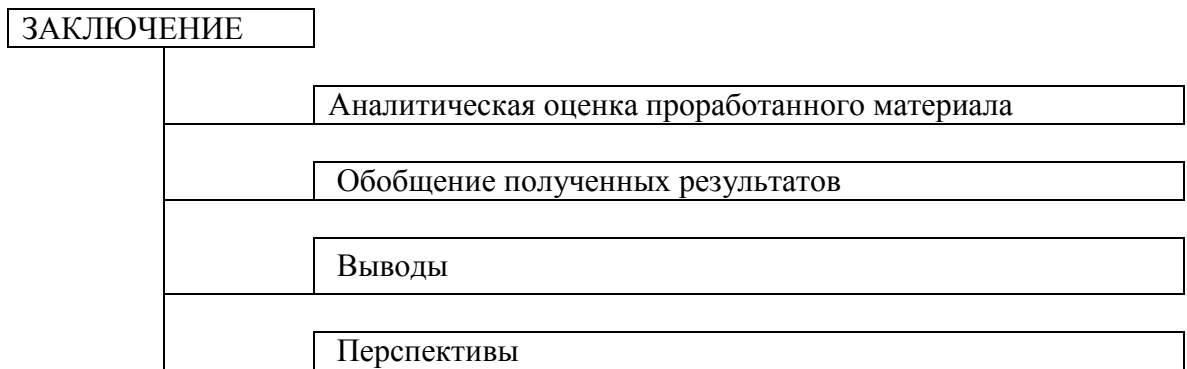 ЗАКЛЮЧЕНИЕ
Аналитическая оценка проработанного материала
Обобщение полученных результатов
Выводы
Перспективы